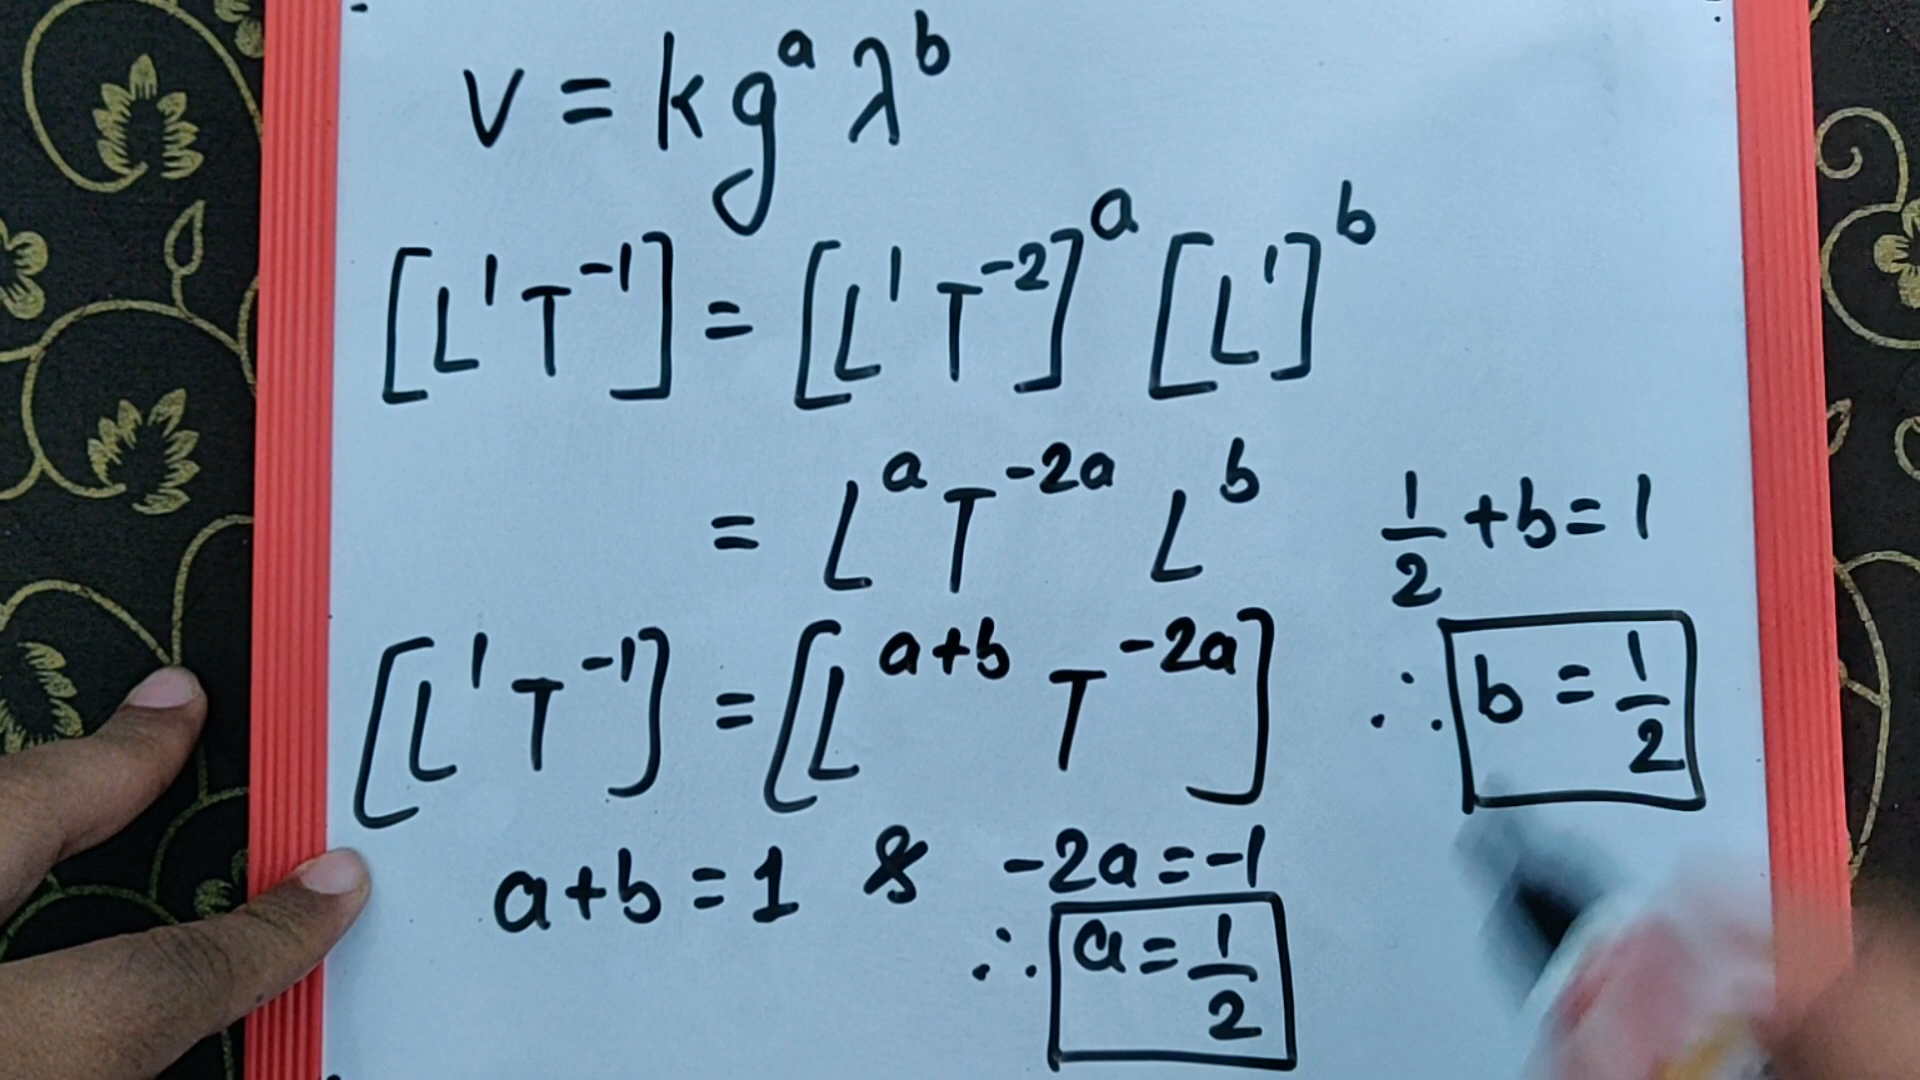 v = k g^a λ^b
[L^1 T^-1] = [L^1 T^-2]^a [L^1]^b
= L^a T^-2a L^b
[L^1 T^-1] = [L^a+b T^-2a]
a+b=1 & -2a=-1
∴ a=1/2
1/2 +b=1
∴ b=1/2